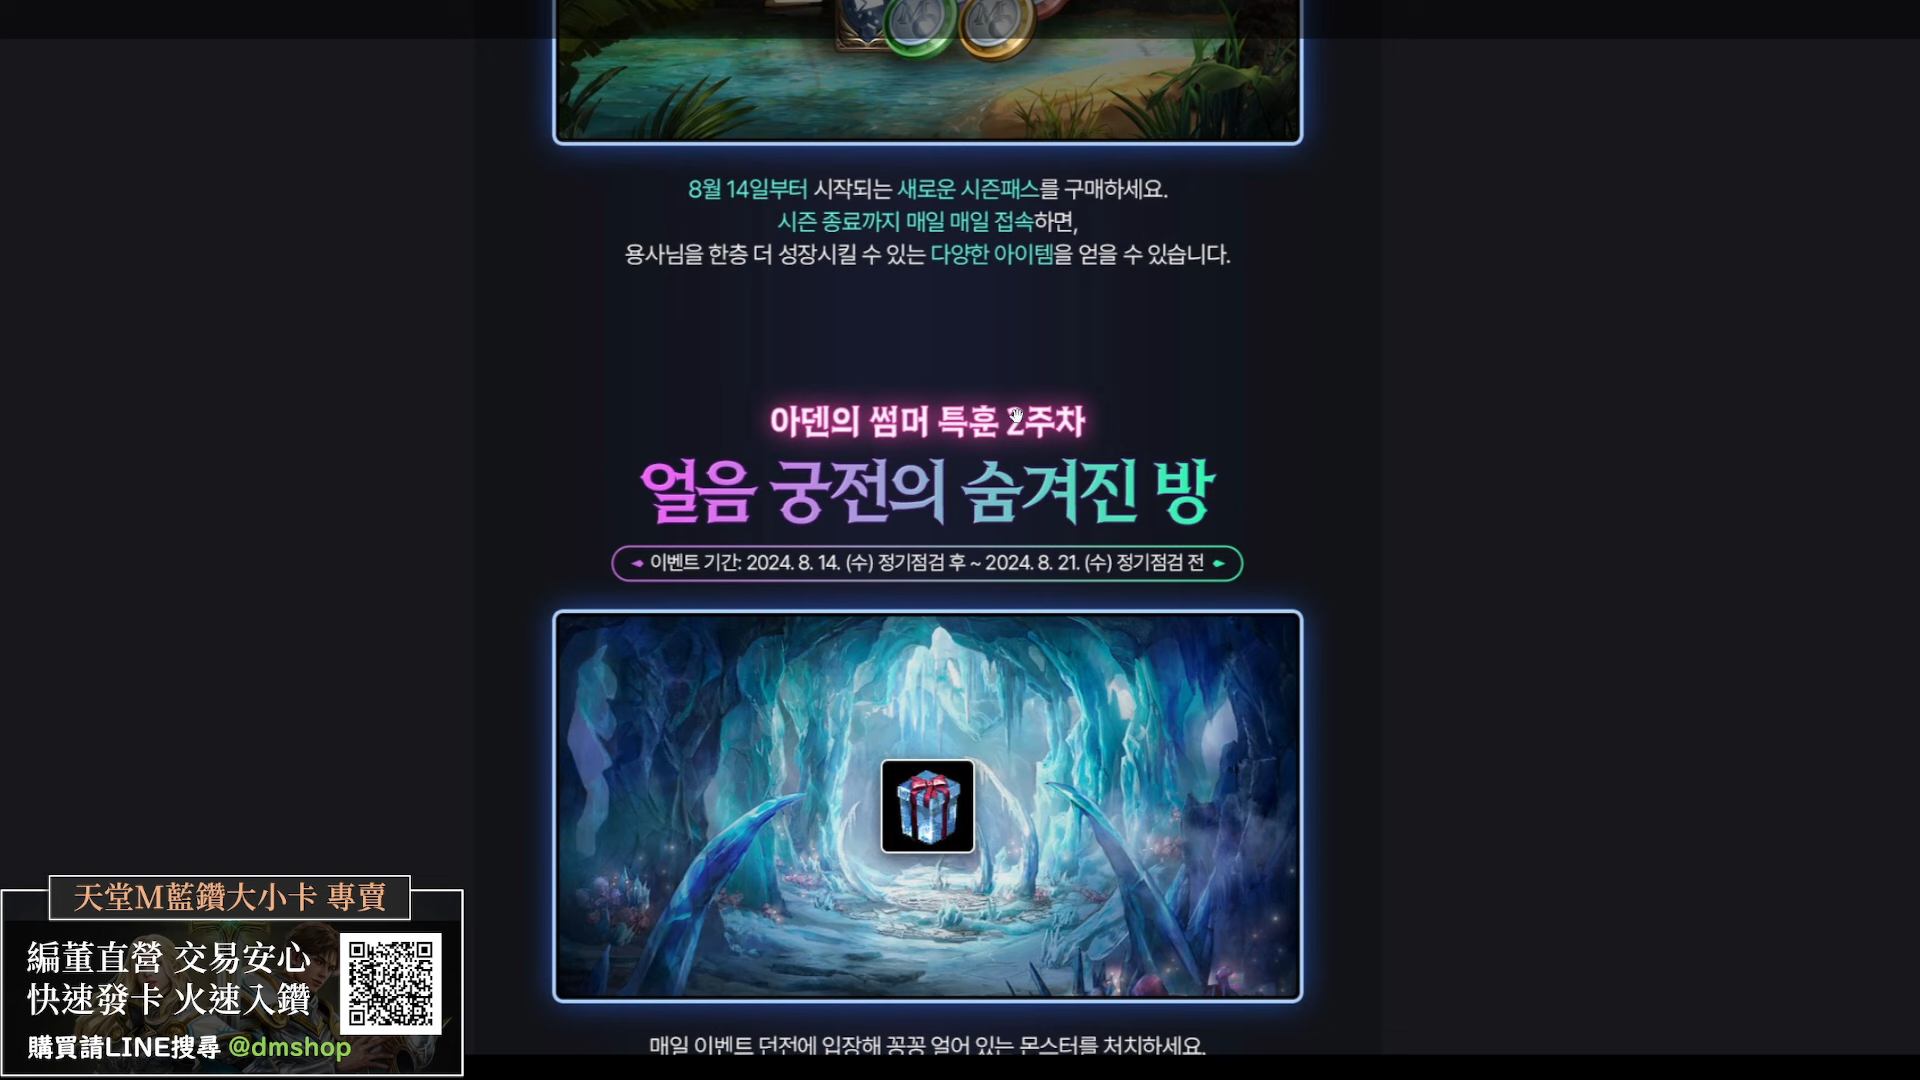 8월 14일부터 시작되는 새로운 시즌패스를 구매하세요.
시즌 종료까지 매일 매일 접속하면,
용사님을 한층 더 성장시킬 수 있는 다양한 아이템을 얻을 수 있습니다.
아덴의 썸머 특훈 2주차
얼음 궁전의 숨겨진 방
이벤트 기간: 2024. 8. 14. (수) 정기점검 후 ~ 2024. 8. 21. (수) 정기점검 전
매일 이벤트 던전에 입장해 꽁꽁 얼어 있는 몬스터를 처치하세요.
天堂M藍鑽大小卡 專賣
編董直營 交易安心
快速發卡 火速入鑽
購買請LINE搜尋 @dmshop